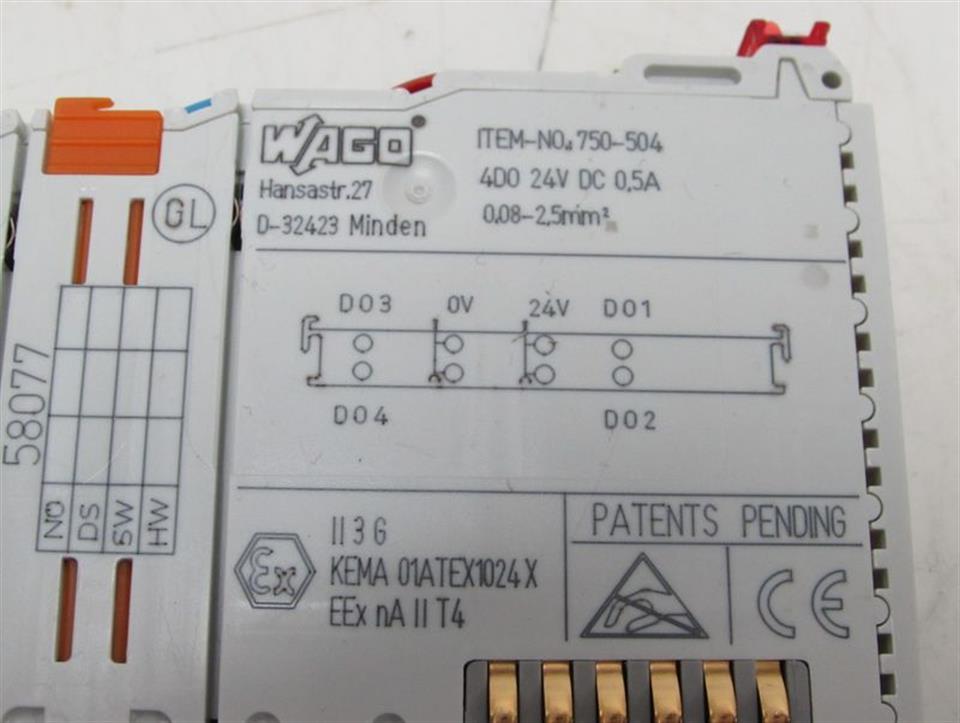 WAGO
Hansastr.27
D-32423 Minden
ITEM-NO.:750-504
4DO 24V DC 0,5A
0,08-2,5mm²
GL
DO3 0V 24V DO1
DO4 DO2
58077
NO
DS
SW
HW
Ex
II 3 G
KEMA 01ATEX1024 X
EEx nA II T4
PATENTS PENDING
CE